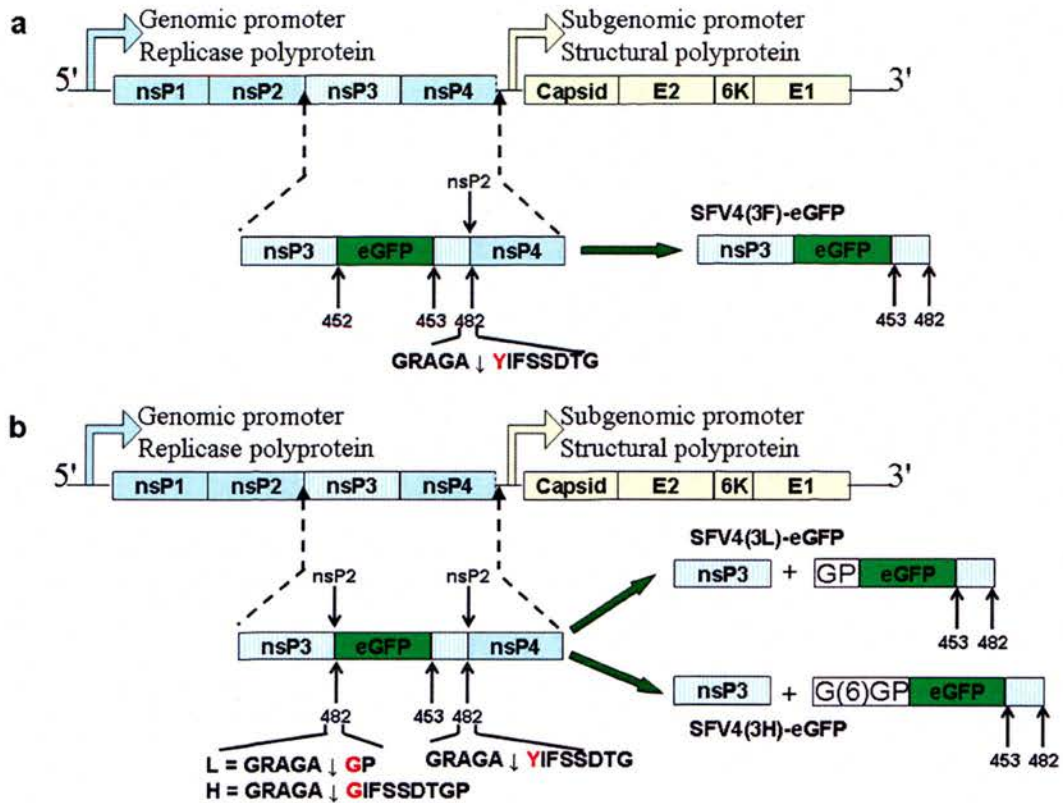 a
Genomic promoter
Replicase polyprotein
Subgenomic promoter
Structural polyprotein
5'
nsP1 nsP2 nsP3 nsP4 Capsid E2 6K E1
3'
nsP2
SFV4(3F)-eGFP
nsP3 eGFP nsP4
nsP3 eGFP
452 453 482
453 482
GRAGA ↓ YIFSSDTG
b
Genomic promoter
Replicase polyprotein
Subgenomic promoter
Structural polyprotein
5'
nsP1 nsP2 nsP3 nsP4 Capsid E2 6K E1
3'
SFV4(3L)-eGFP
nsP2 nsP2
nsP3 + GP eGFP
453 482
nsP3 eGFP nsP4
nsP3 + G(6)GP eGFP
SFV4(3H)-eGFP
453 482
482 453 482
L = GRAGA ↓ GP
H = GRAGA ↓ GIFSSDTGP
GRAGA ↓ YIFSSDTG